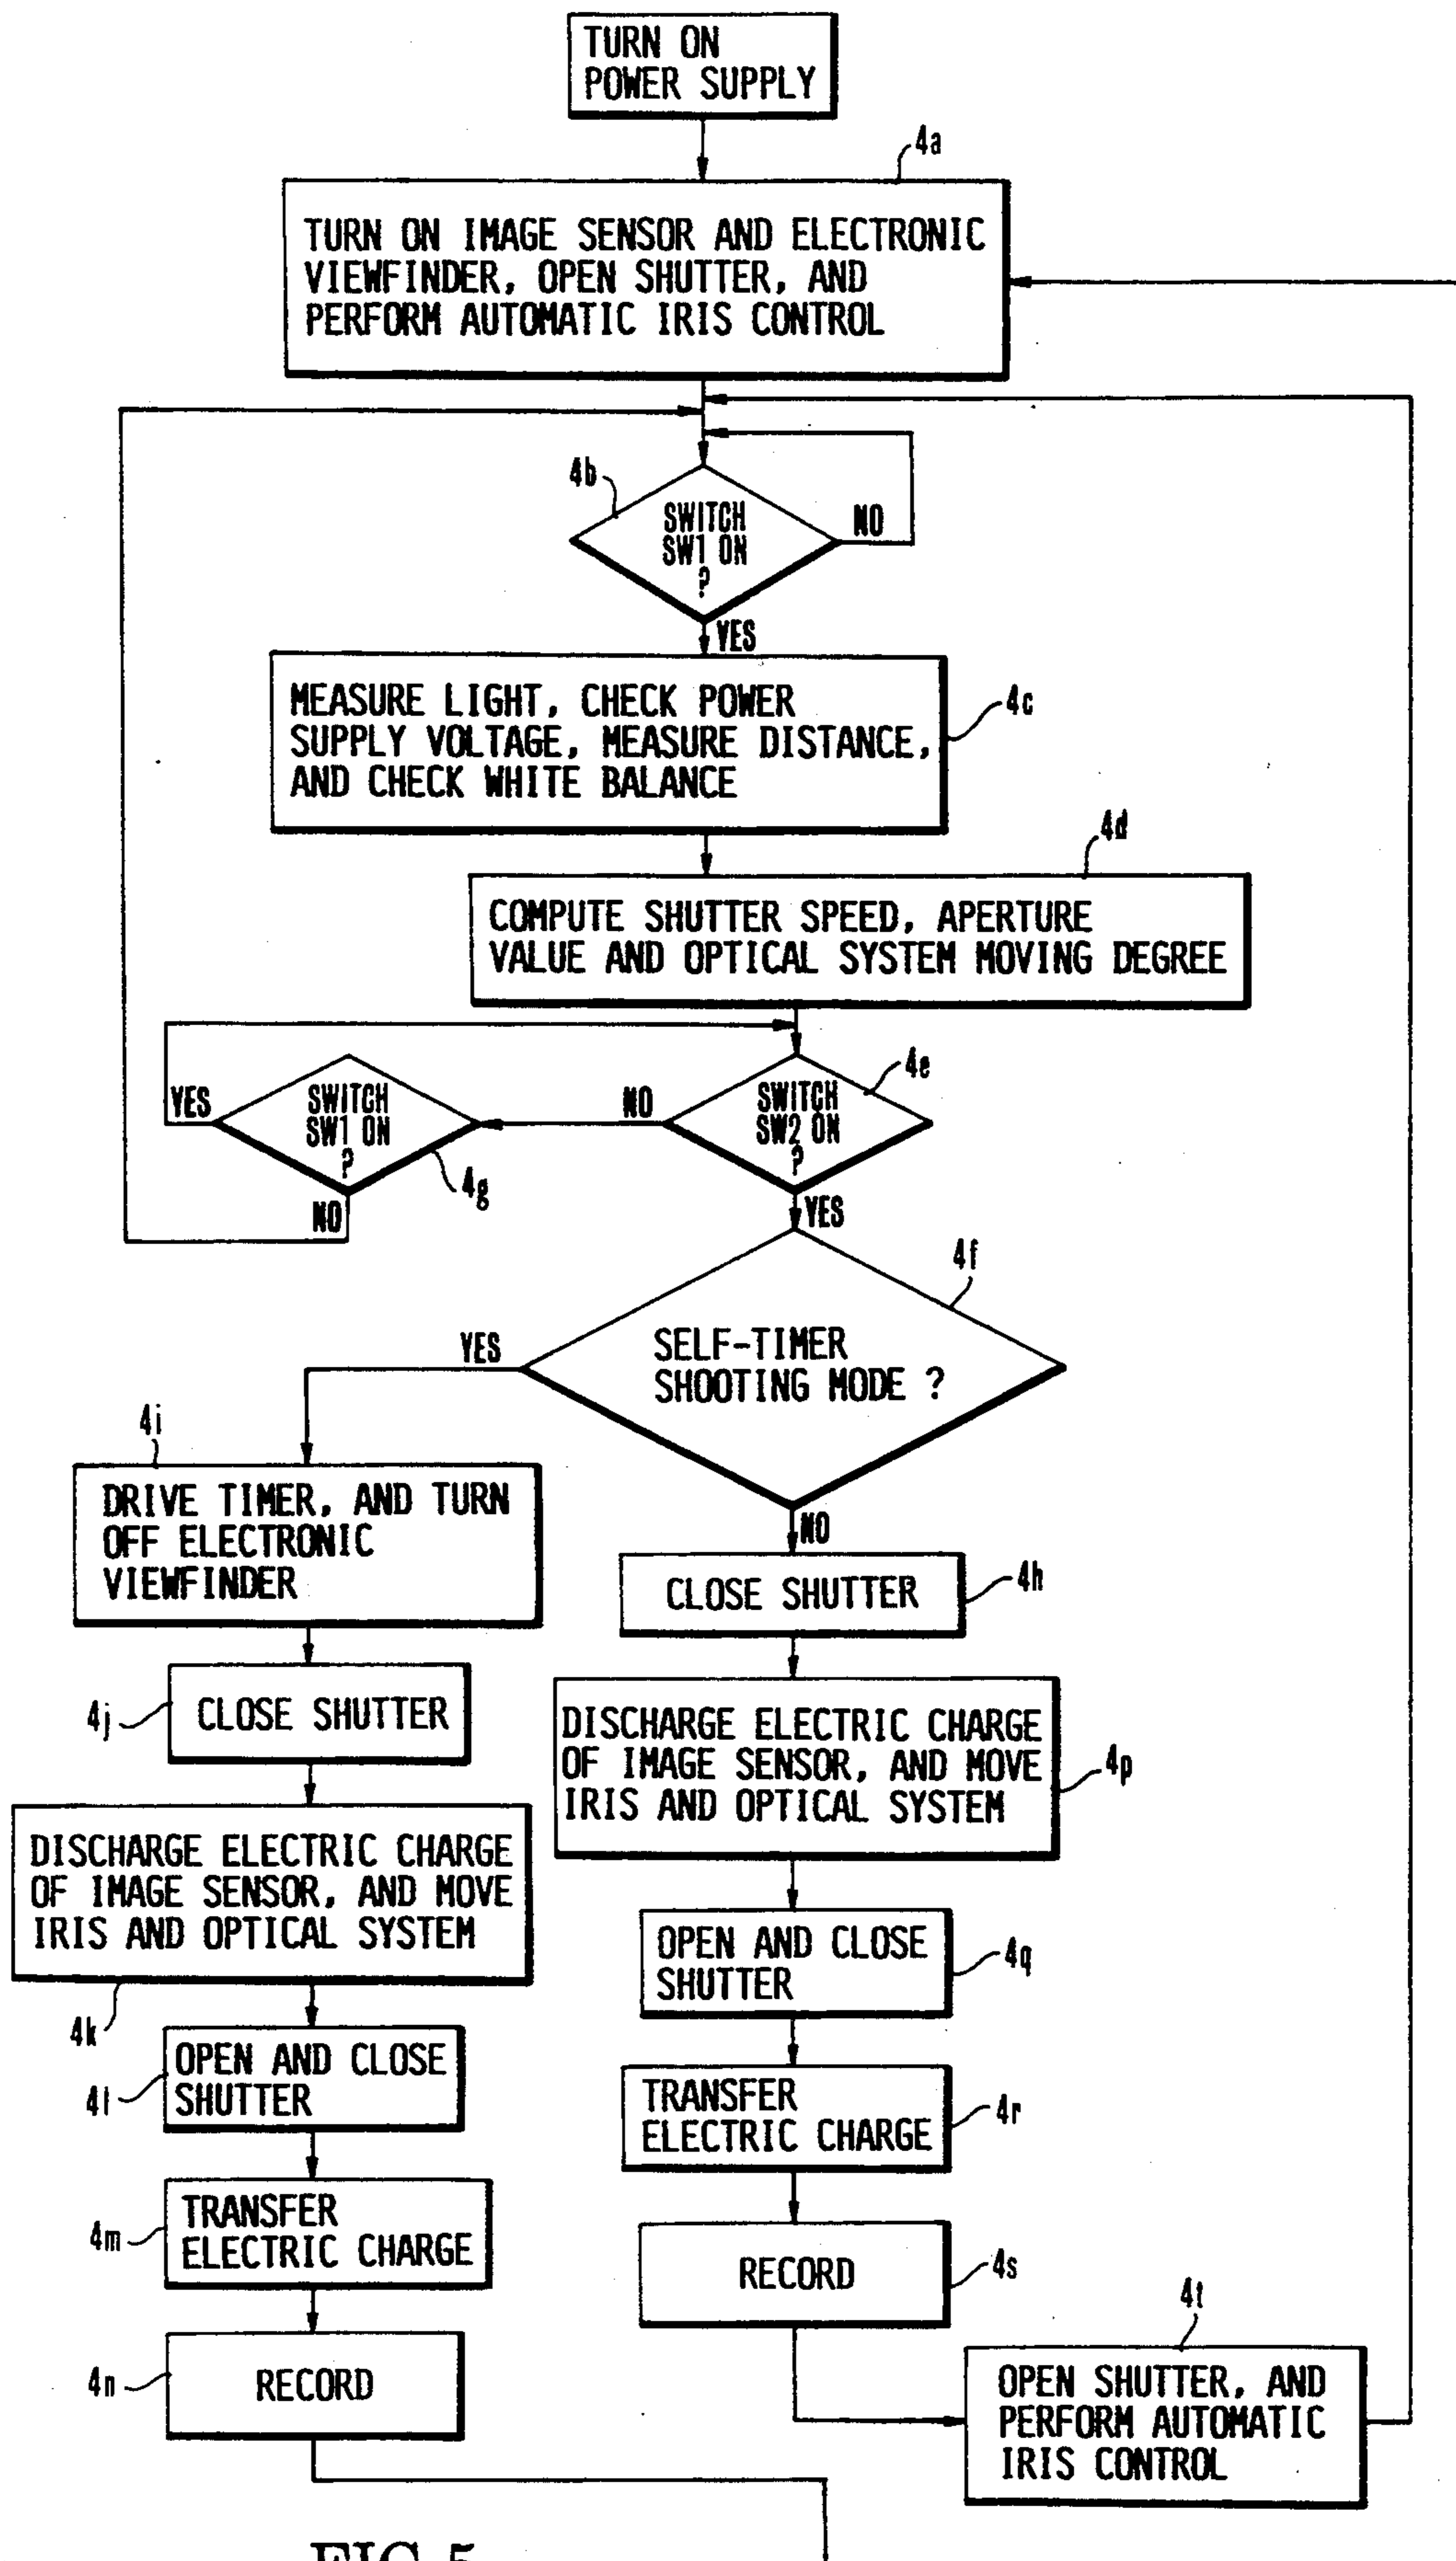 TURN ON
POWER SUPPLY
4a
TURN ON IMAGE SENSOR AND ELECTRONIC
VIEWFINDER, OPEN SHUTTER, AND
PERFORM AUTOMATIC IRIS CONTROL
4b
SWITCH
SW1 ON
?
NO
YES
MEASURE LIGHT, CHECK POWER
SUPPLY VOLTAGE, MEASURE DISTANCE,
AND CHECK WHITE BALANCE
4c
4d
COMPUTE SHUTTER SPEED, APERTURE
VALUE AND OPTICAL SYSTEM MOVING DEGREE
4e
SWITCH
SW2 ON
?
NO
YES
SWITCH
SW1 ON
?
YES
4g
NO
4f
SELF-TIMER
SHOOTING MODE ?
YES
NO
4i
DRIVE TIMER, AND TURN
OFF ELECTRONIC
VIEWFINDER
4j
CLOSE SHUTTER
DISCHARGE ELECTRIC CHARGE
OF IMAGE SENSOR, AND MOVE
IRIS AND OPTICAL SYSTEM
4k
OPEN AND CLOSE
SHUTTER
4l
TRANSFER
ELECTRIC CHARGE
4m
RECORD
4n
CLOSE SHUTTER
4h
DISCHARGE ELECTRIC CHARGE
OF IMAGE SENSOR, AND MOVE
IRIS AND OPTICAL SYSTEM
4p
OPEN AND CLOSE
SHUTTER
4q
TRANSFER
ELECTRIC CHARGE
4r
RECORD
4s
4t
OPEN SHUTTER, AND
PERFORM AUTOMATIC
IRIS CONTROL
FIG.5